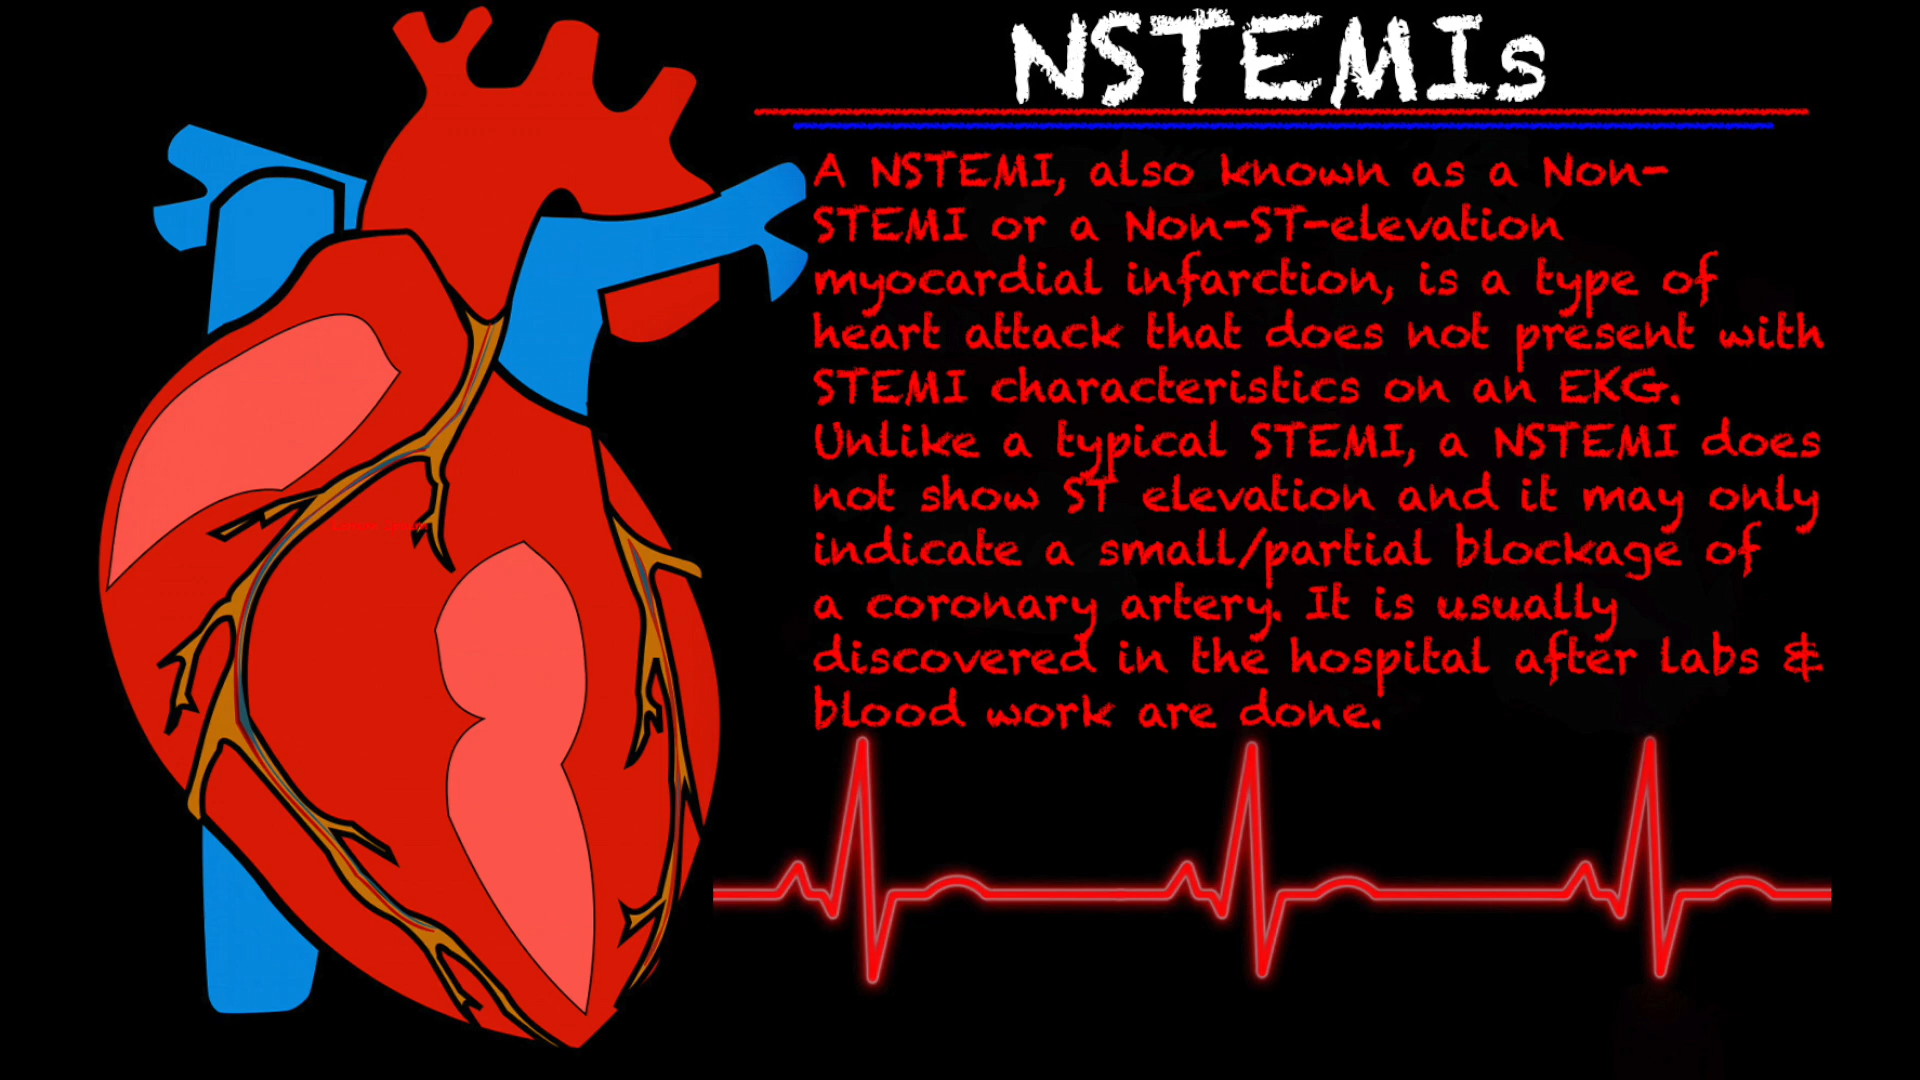 NSTEMIs
A NSTEMI, also known as a Non-
STEMI or a Non-ST-elevation
myocardial infarction, is a type of
heart attack that does not present with
STEMI characteristics on an EKG.
Unlike a typical STEMI, a NSTEMI does
not show ST elevation and it may only
indicate a small/partial blockage of
a coronary artery. It is usually
discovered in the hospital after labs &
blood work are done.